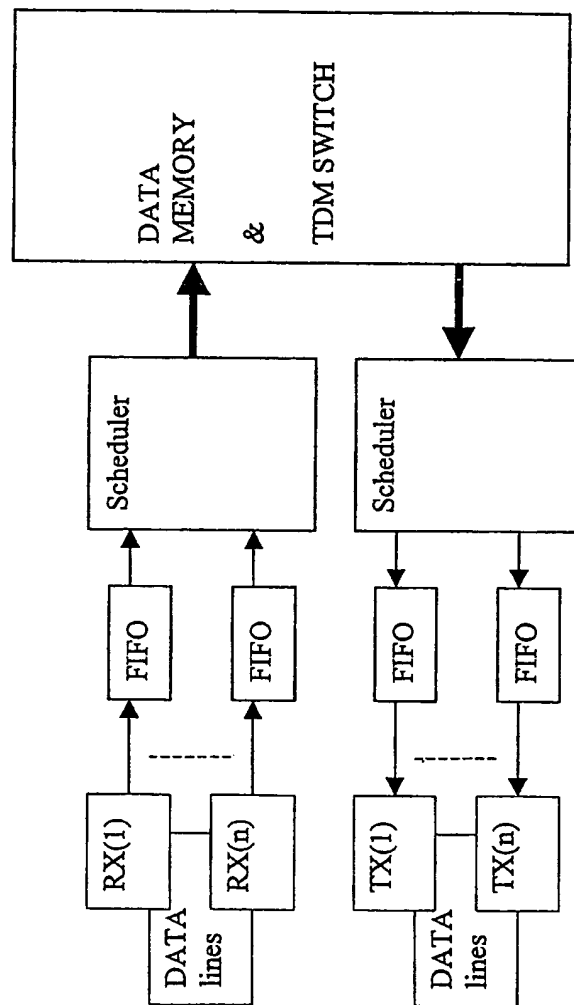 DATA
lines
RX(1)
RX(n)
FIFO
FIFO
Scheduler
DATA
MEMORY
&
TDM SWITCH
DATA
lines
TX(1)
TX(n)
FIFO
FIFO
Scheduler